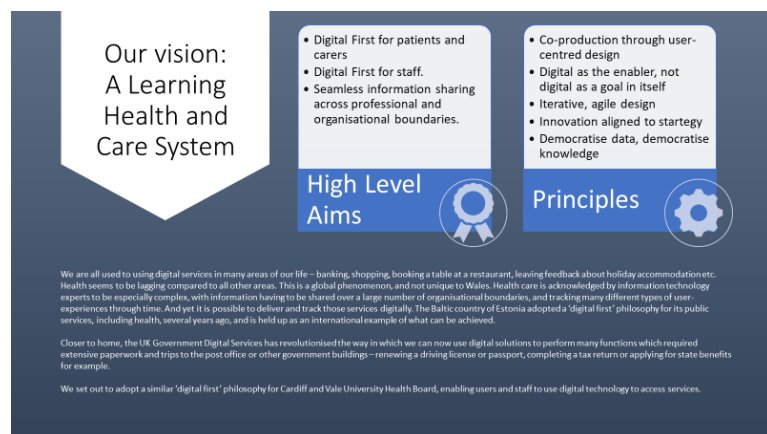 Our vision:
A Learning
Health and
Care System
• Digital First for patients and
carers
• Digital First for staff.
• Seamless information sharing
across professional and
organisational boundaries.
High Level
Aims
• Co-production through user-
centred design
• Digital as the enabler, not
digital as a goal in itself
• Iterative, agile design
• Innovation aligned to startegy
• Democratise data, democratise
knowledge
Principles
We are all used to using digital services in many areas of our life – banking, shopping, booking a table at a restaurant, leaving feedback about holiday accommodation etc.
Health seems to be lagging compared to all other areas. This is a global phenomenon, and not unique to Wales. Health care is acknowledged by information technology
experts to be especially complex, with information having to be shared over a large number of organisational boundaries, and tracking many different types of user-
experiences through time. And yet it is possible to deliver and track those services digitally. The Baltic country of Estonia adopted a ‘digital first’ philosophy for its public
services, including health, several years ago, and is held up as an international example of what can be achieved.
Closer to home, the UK Government Digital Services has revolutionised the way in which we can now use digital solutions to perform many functions which required
extensive paperwork and trips to the post office or other government buildings – renewing a driving license or passport, completing a tax return or applying for state benefits
for example.
We set out to adopt a similar ‘digital first’ philosophy for Cardiff and Vale University Health Board, enabling users and staff to use digital technology to access services.